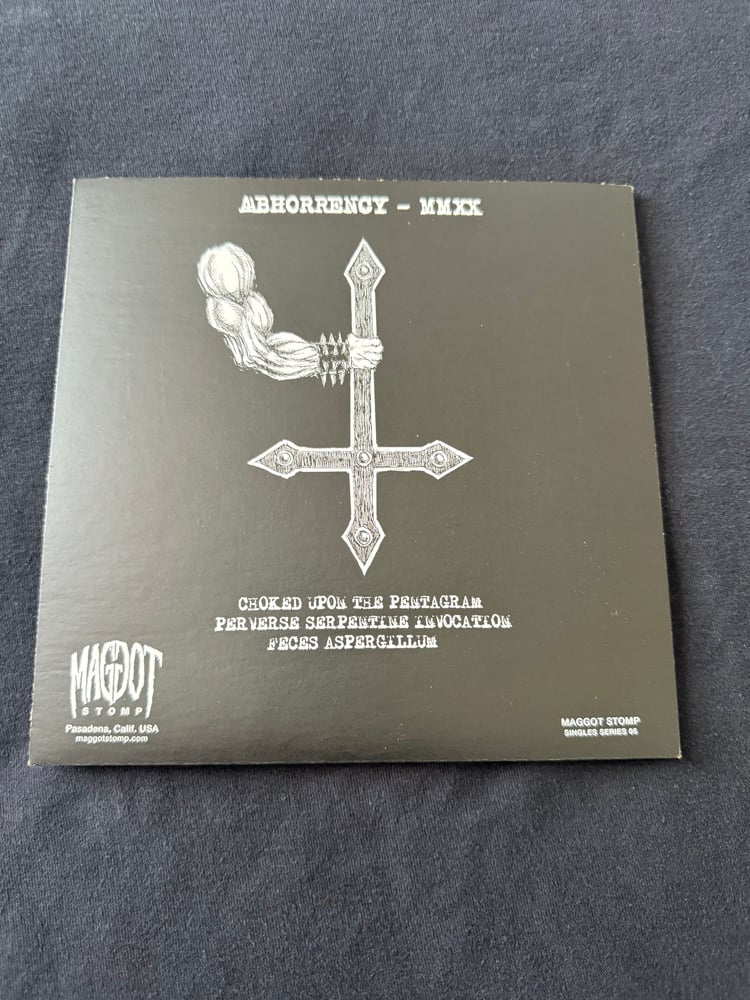 ABHORRENCY - MMXX
CHOKED UPON THE PENTAGRAM
PERVERSE SERPENTINE INVOCATION
FECES ASPERGILLUM
MAGGOT
STOMP
Pasadena, Calif. USA
maggotstomp.com
MAGGOT STOMP
SINGLES SERIES 05